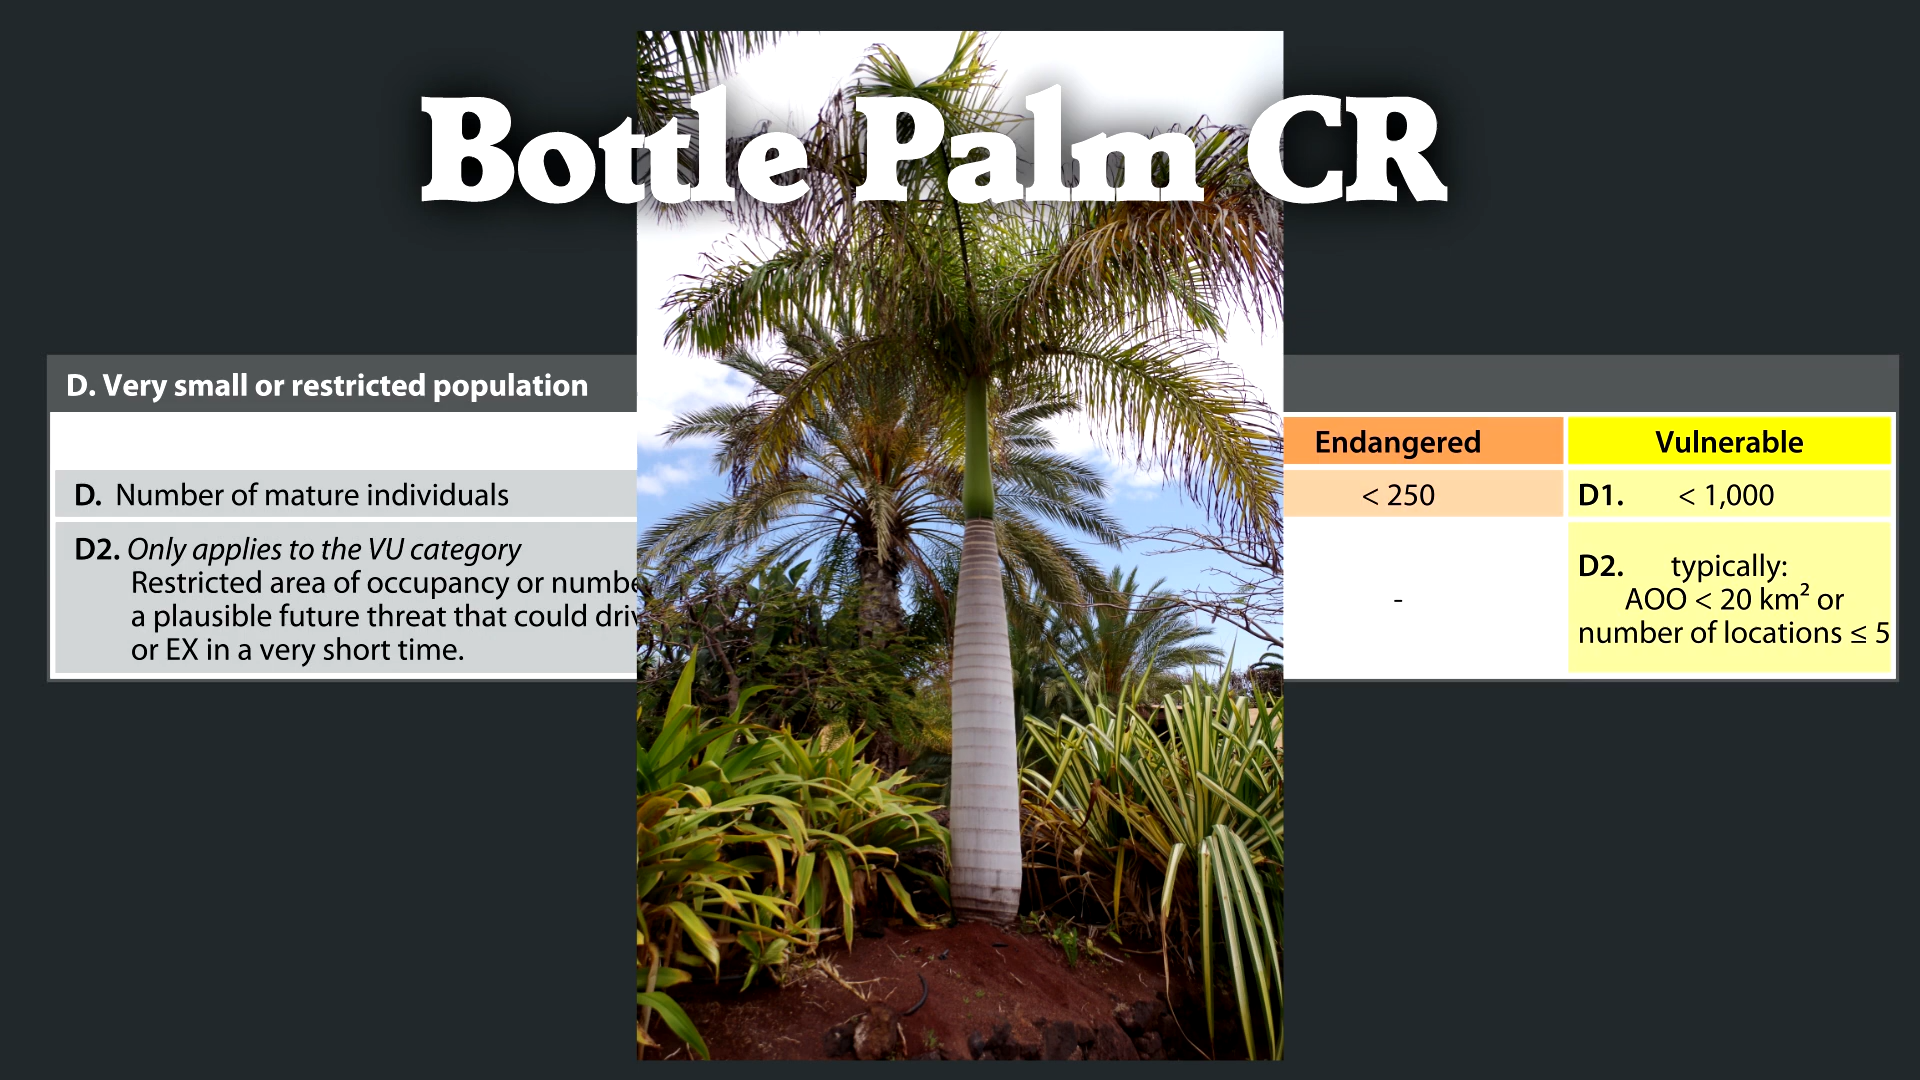 Bottle Palm CR
D. Very small or restricted population
Endangered Vulnerable
D. Number of mature individuals < 250 D1. < 1,000
D2. Only applies to the VU category
Restricted area of occupancy or
a plausible future threat that could
or EX in a very short time.
-
D2. typically:
AOO < 20 km² or
number of locations ≤ 5